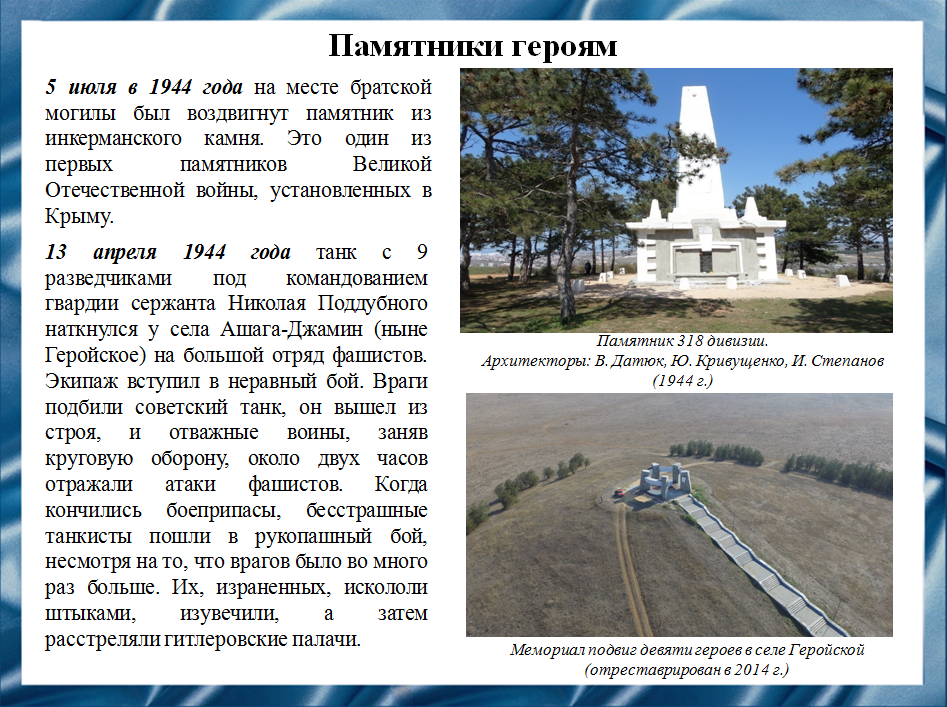 Памятники героям
5 июля в 1944 года на месте братской
могилы был воздвигнут памятник из
инкерманского камня. Это один из
первых памятников Великой
Отечественной войны, установленных в
Крыму.
13 апреля 1944 года танк с 9
разведчиками под командованием
гвардии сержанта Николая Поддубного
наткнулся у села Ашага-Джамин (ныне
Геройское) на большой отряд фашистов.
Экипаж вступил в неравный бой. Враги
подбили советский танк, он вышел из
строя, и отважные воины, заняв
круговую оборону, около двух часов
отражали атаки фашистов. Когда
кончились боеприпасы, бесстрашные
танкисты пошли в рукопашный бой,
несмотря на то, что врагов было во много
раз больше. Их, израненных, искололи
штыками, изувечили, а затем
расстреляли гитлеровские палачи.
Памятник 318 дивизии.
Архитекторы: В. Датюк, Ю. Кривущенко, И. Степанов
(1944 г.)
Мемориал подвиг девяти героев в селе Геройской
(отреставрирован в 2014 г.)